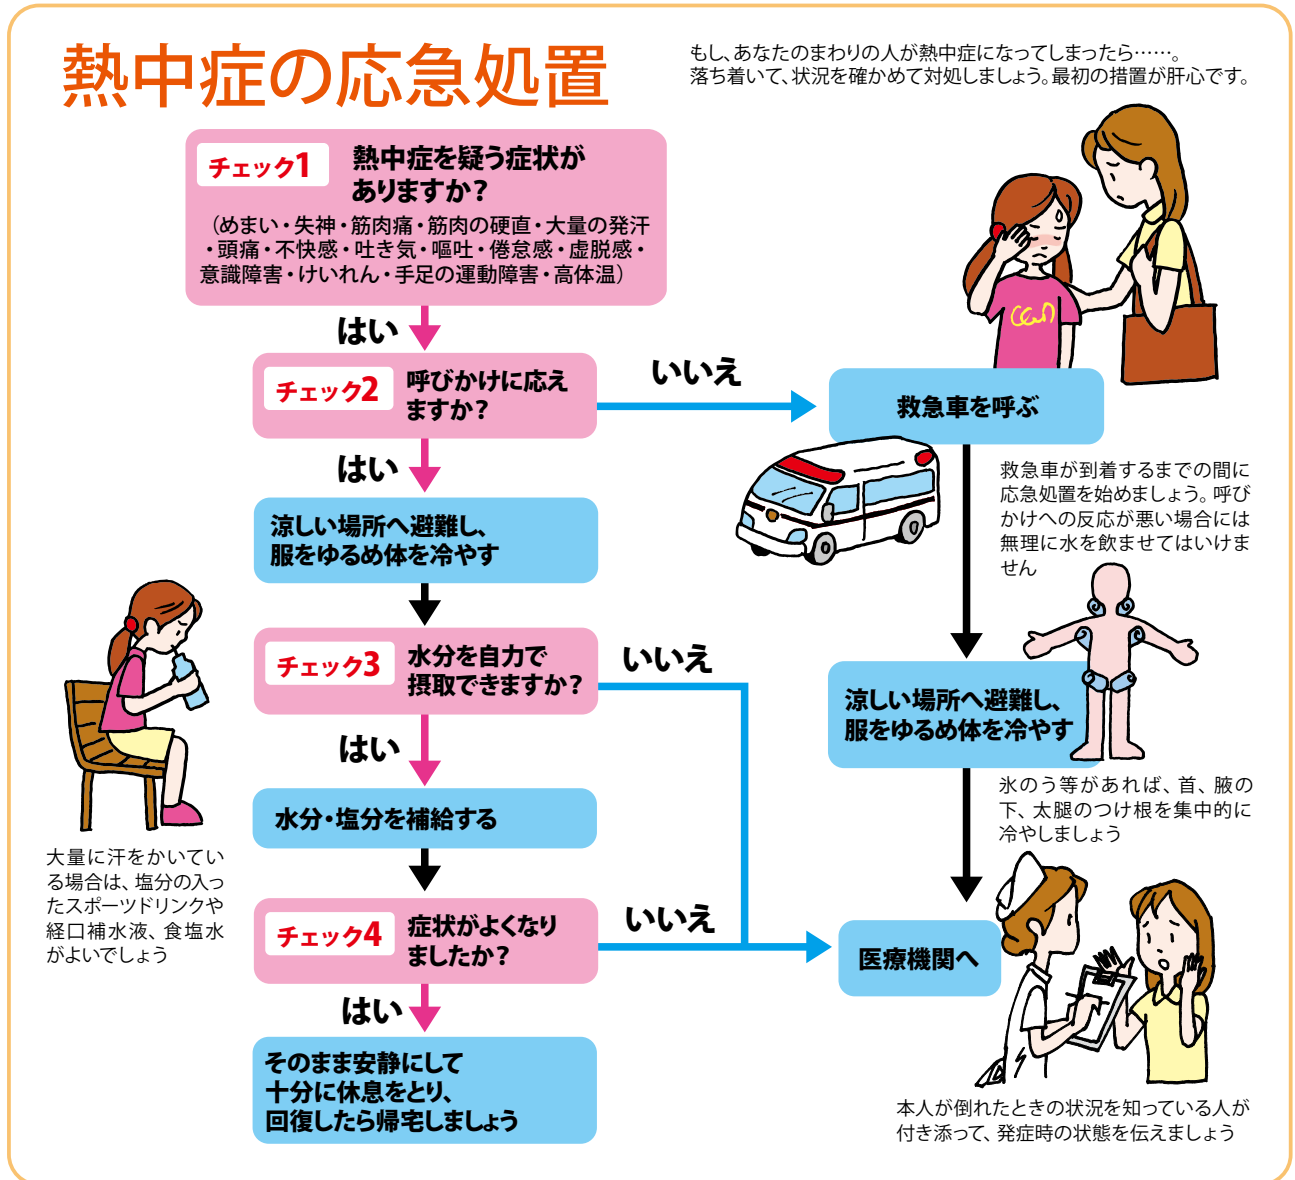 熱中症の応急処置
もし、あなたのまわりの人が熱中症になってしまったら……。
落ち着いて、状況を確かめて対処しましょう。最初の措置が肝心です。
チェック1
熱中症を疑う症状が
ありますか？
（めまい・失神・筋肉痛・筋肉の硬直・大量の発汗
・頭痛・不快感・吐き気・嘔吐・倦怠感・虚脱感・
意識障害・けいれん・手足の運動障害・高体温）
はい
チェック2
呼びかけに応え
ますか？
いいえ
救急車を呼ぶ
はい
救急車が到着するまでの間に
応急処置を始めましょう。呼び
かけへの反応が悪い場合には
無理に水を飲ませてはいけま
せん
涼しい場所へ避難し、
服をゆるめ体を冷やす
チェック3
水分を自力で
摂取できますか？
いいえ
涼しい場所へ避難し、
服をゆるめ体を冷やす
はい
氷のう等があれば、首、腋の
下、太腿のつけ根を集中的に
冷やしましょう
水分・塩分を補給する
大量に汗をかいてい
る場合は、塩分の入っ
たスポーツドリンクや
経口補水液、食塩水
がよいでしょう
チェック4
症状がよくなり
ましたか？
いいえ
医療機関へ
はい
そのまま安静にして
十分に休息をとり、
回復したら帰宅しましょう
本人が倒れたときの状況を知っている人が
付き添って、発症時の状態を伝えましょう